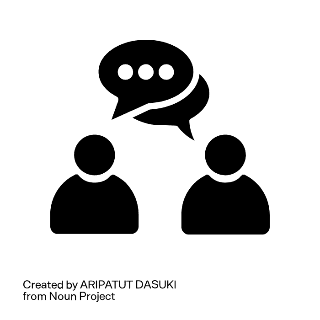 Created by ARIPATUT DASUKI
from Noun Project